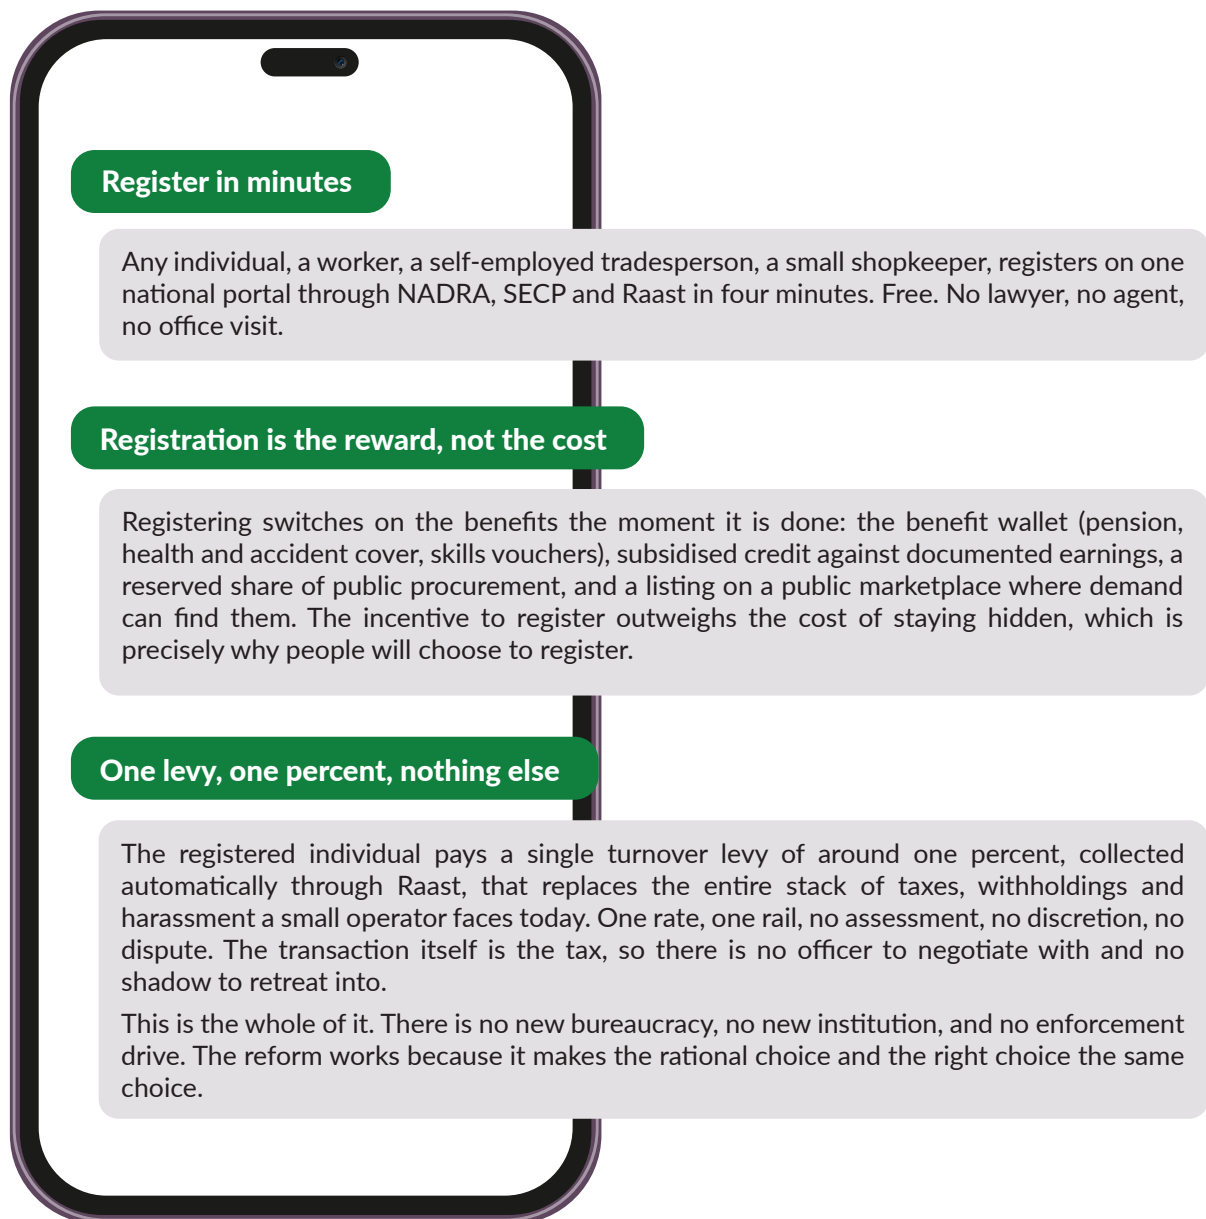 Register in minutes
Any individual, a worker, a self-employed tradesperson, a small shopkeeper, registers on one
national portal through NADRA, SECP and Raast in four minutes. Free. No lawyer, no agent,
no office visit.
Registration is the reward, not the cost
Registering switches on the benefits the moment it is done: the benefit wallet (pension,
health and accident cover, skills vouchers), subsidised credit against documented earnings, a
reserved share of public procurement, and a listing on a public marketplace where demand
can find them. The incentive to register outweighs the cost of staying hidden, which is
precisely why people will choose to register.
One levy, one percent, nothing else
The registered individual pays a single turnover levy of around one percent, collected
automatically through Raast, that replaces the entire stack of taxes, withholdings and
harassment a small operator faces today. One rate, one rail, no assessment, no discretion, no
dispute. The transaction itself is the tax, so there is no officer to negotiate with and no
shadow to retreat into.
This is the whole of it. There is no new bureaucracy, no new institution, and no enforcement
drive. The reform works because it makes the rational choice and the right choice the same
choice.